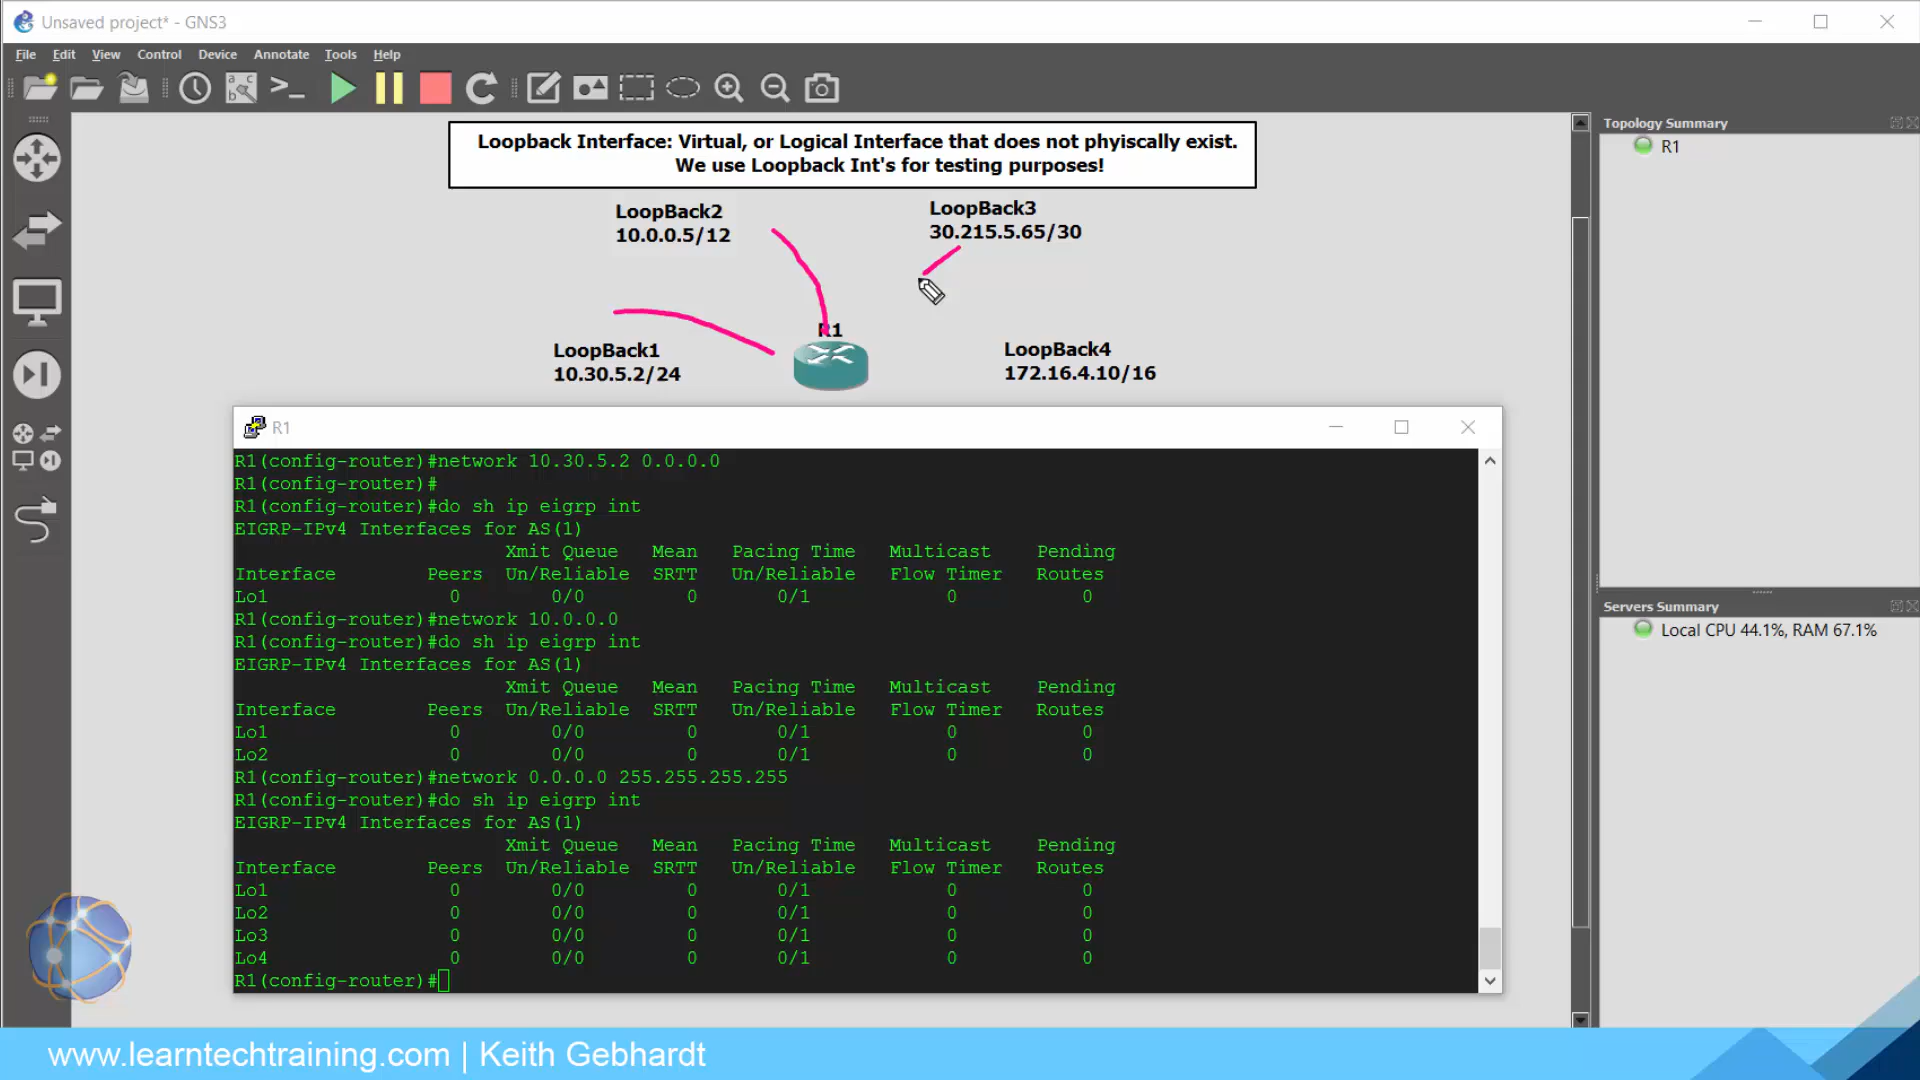 Unsaved project* - GNS3
File Edit View Control Device Annotate Tools Help
Loopback Interface: Virtual, or Logical Interface that does not phyiscally exist.
We use Loopback Int's for testing purposes!
LoopBack2
10.0.0.5/12
LoopBack3
30.215.5.65/30
R1
LoopBack1
10.30.5.2/24
LoopBack4
172.16.4.10/16
Topology Summary
R1
Servers Summary
Local CPU 44.1%, RAM 67.1%
R1
R1(config-router)#network 10.30.5.2 0.0.0.0
R1(config-router)#
R1(config-router)#do sh ip eigrp int
EIGRP-IPv4 Interfaces for AS(1)
Xmit Queue Mean Pacing Time Multicast Pending
Interface Peers Un/Reliable SRTT Un/Reliable Flow Timer Routes
Lo1 0 0/0 0 0/1 0 0
R1(config-router)#network 10.0.0.0
R1(config-router)#do sh ip eigrp int
EIGRP-IPv4 Interfaces for AS(1)
Xmit Queue Mean Pacing Time Multicast Pending
Interface Peers Un/Reliable SRTT Un/Reliable Flow Timer Routes
Lo1 0 0/0 0 0/1 0 0
Lo2 0 0/0 0 0/1 0 0
R1(config-router)#network 0.0.0.0 255.255.255.255
R1(config-router)#do sh ip eigrp int
EIGRP-IPv4 Interfaces for AS(1)
Xmit Queue Mean Pacing Time Multicast Pending
Interface Peers Un/Reliable SRTT Un/Reliable Flow Timer Routes
Lo1 0 0/0 0 0/1 0 0
Lo2 0 0/0 0 0/1 0 0
Lo3 0 0/0 0 0/1 0 0
Lo4 0 0/0 0 0/1 0 0
R1(config-router)#
www.learntechtraining.com | Keith Gebhardt